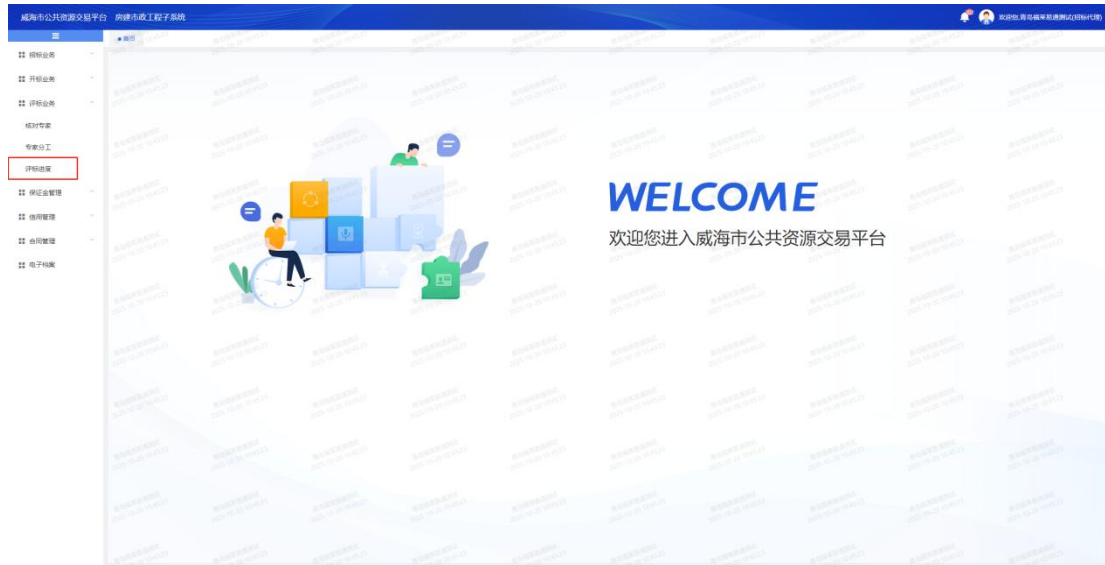 威海市公共资源交易平台 房建市政工程子系统
欢迎您,青岛福莱易通测试(招标代理)
首页
招标业务
开标业务
评标业务
核对专家
专家分工
评标进度
保证金管理
信用管理
合同管理
电子档案
WELCOME
欢迎您进入威海市公共资源交易平台